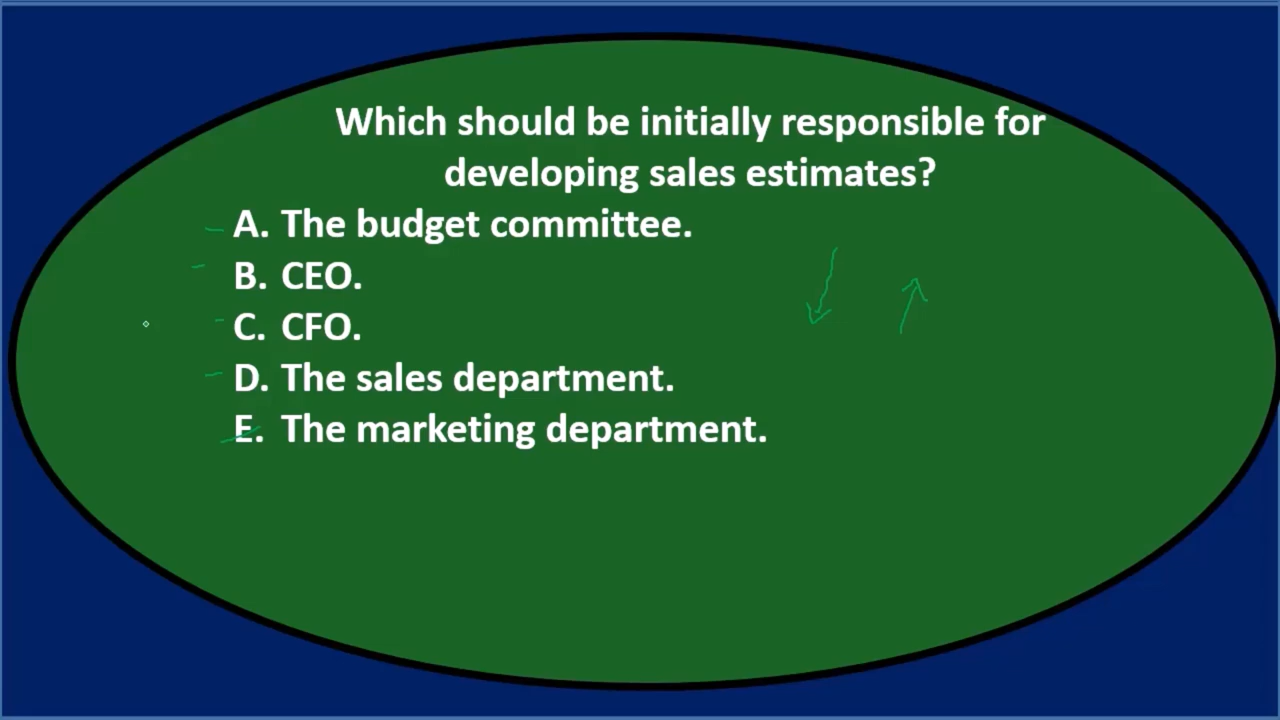 Which should be initially responsible for
developing sales estimates?
A. The budget committee.
B. CEO.
C. CFO.
D. The sales department.
E. The marketing department.